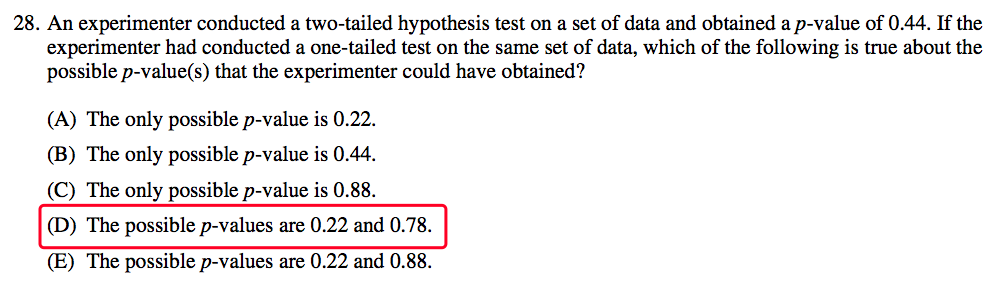 28. An experimenter conducted a two-tailed hypothesis test on a set of data and obtained a p-value of 0.44. If the
experimenter had conducted a one-tailed test on the same set of data, which of the following is true about the
possible p-value(s) that the experimenter could have obtained?
(A) The only possible p-value is 0.22.
(B) The only possible p-value is 0.44.
(C) The only possible p-value is 0.88.
(D) The possible p-values are 0.22 and 0.78.
(E) The possible p-values are 0.22 and 0.88.